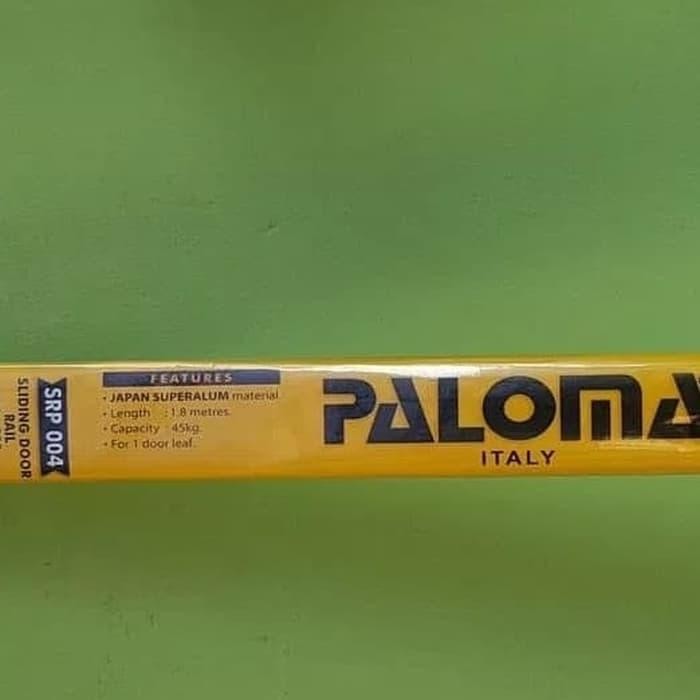 SLIDING DOOR
RAIL
SRP 004
FEATURES
• JAPAN SUPERALUM material.
• Length : 1.8 metres.
• Capacity : 45kg.
• For 1 door leaf.
PALOMA
ITALY